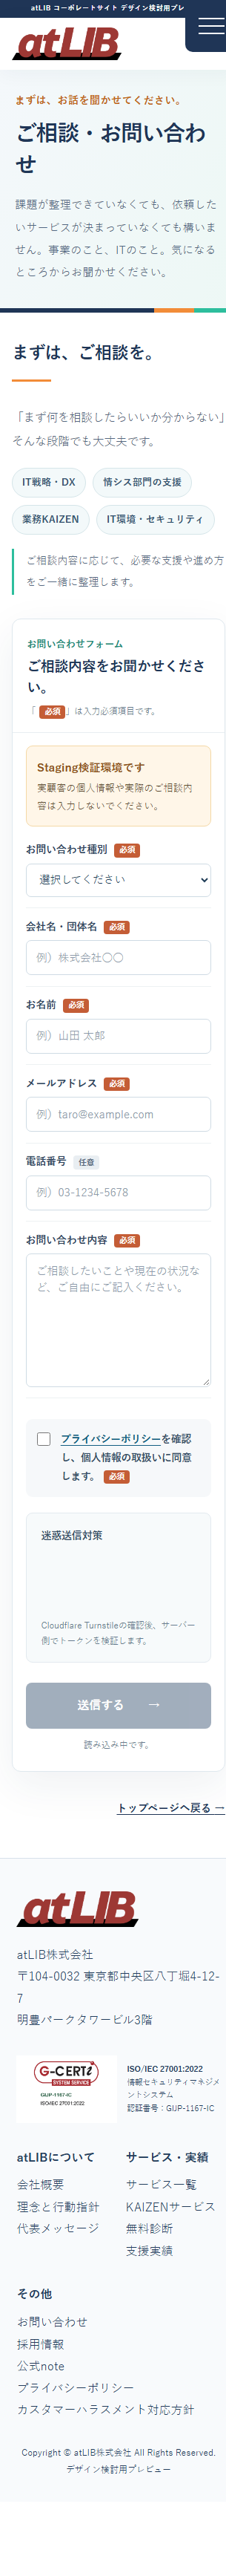 atLIB コーポレートサイト デザイン検討用プレ
atLIB
まずは、お話を聞かせてください。
ご相談・お問い合わ
せ
課題が整理できていなくても、依頼した
いサービスが決まっていなくても構いま
せん。事業のこと、ITのこと。気になる
ところからお聞かせください。
まずは、ご相談を。
「まず何を相談したらいいか分からない」
そんな段階でも大丈夫です。
IT戦略・DX 情シス部門の支援
業務KAIZEN IT環境・セキュリティ
ご相談内容に応じて、必要な支援や進め方
をご一緒に整理します。
お問い合わせフォーム
ご相談内容をお聞かせくださ
い。
「 必須 」は入力必須項目です。
Staging検証環境です
実顧客の個人情報や実際のご相談内
容は入力しないでください。
お問い合わせ種別 必須
選択してください
会社名・団体名 必須
例）株式会社〇〇
お名前 必須
例）山田 太郎
メールアドレス 必須
例）taro@example.com
電話番号 任意
例）03-1234-5678
お問い合わせ内容 必須
ご相談したいことや現在の状況な
ど、ご自由にご記入ください。
プライバシーポリシーを確認
し、個人情報の取扱いに同意
します。 必須
迷惑送信対策
Cloudflare Turnstileの確認後、サーバー
側でトークンを検証します。
送信する →
読み込み中です。
トップページへ戻る →
atLIB
atLIB株式会社
〒104-0032 東京都中央区八丁堀4-12-
7
明豊パークタワービル3階
G-CERTi
SYSTEM SERVICE
GIJP-1167-IC
ISO/IEC 27001:2022
ISO/IEC 27001:2022
情報セキュリティマネジメ
ントシステム
認証番号：GIJP-1167-IC
atLIBについて
会社概要
理念と行動指針
代表メッセージ
サービス・実績
サービス一覧
KAIZENサービス
無料診断
支援実績
その他
お問い合わせ
採用情報
公式note
プライバシーポリシー
カスタマーハラスメント対応方針
Copyright © atLIB株式会社 All Rights Reserved.
デザイン検討用プレビュー